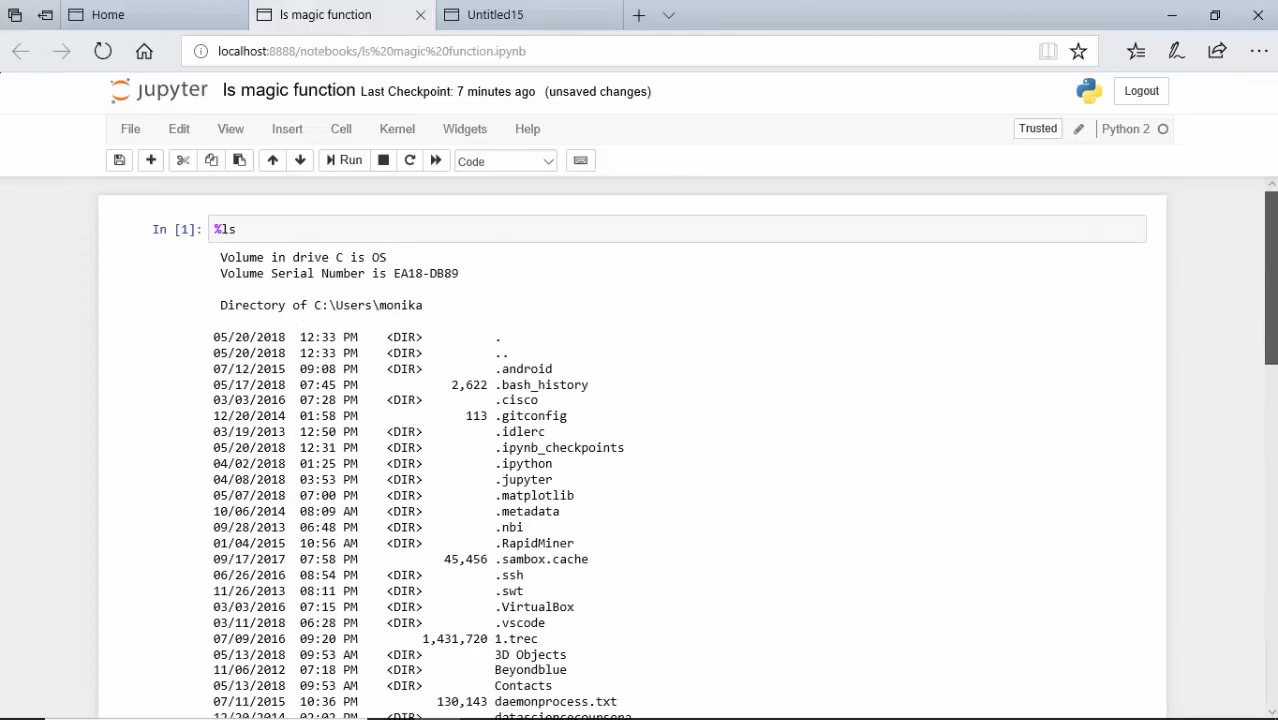 Home
ls magic function
Untitled15
localhost:8888/notebooks/ls%20magic%20function.ipynb
jupyter ls magic function Last Checkpoint: 7 minutes ago (unsaved changes) Logout
File Edit View Insert Cell Kernel Widgets Help Trusted Python 2
Run Code
In [1]: %ls
Volume in drive C is OS
Volume Serial Number is EA18-DB89
Directory of C:\Users\monika
05/20/2018 12:33 PM <DIR> .
05/20/2018 12:33 PM <DIR> ..
07/12/2015 09:08 PM <DIR> .android
05/17/2018 07:45 PM 2,622 .bash_history
03/03/2016 07:28 PM <DIR> .cisco
12/20/2014 01:58 PM 113 .gitconfig
03/19/2013 12:50 PM <DIR> .idlerc
05/20/2018 12:31 PM <DIR> .ipynb_checkpoints
04/02/2018 01:25 PM <DIR> .ipython
04/08/2018 03:53 PM <DIR> .jupyter
05/07/2018 07:00 PM <DIR> .matplotlib
10/06/2014 08:09 AM <DIR> .metadata
09/28/2013 06:48 PM <DIR> .nbi
01/04/2015 10:56 AM <DIR> .RapidMiner
09/17/2017 07:58 PM 45,456 .sambox.cache
06/26/2016 08:54 PM <DIR> .ssh
11/26/2013 08:11 PM <DIR> .swt
03/03/2016 07:15 PM <DIR> .VirtualBox
03/11/2018 06:28 PM <DIR> .vscode
07/09/2016 09:20 PM 1,431,720 1.trec
05/13/2018 09:53 AM <DIR> 3D Objects
11/06/2012 07:18 PM <DIR> Beyondblue
05/13/2018 09:53 AM <DIR> Contacts
07/11/2015 10:36 PM 130,143 daemonprocess.txt
12/20/2014 02:02 PM <DIR> datasciencecoursera